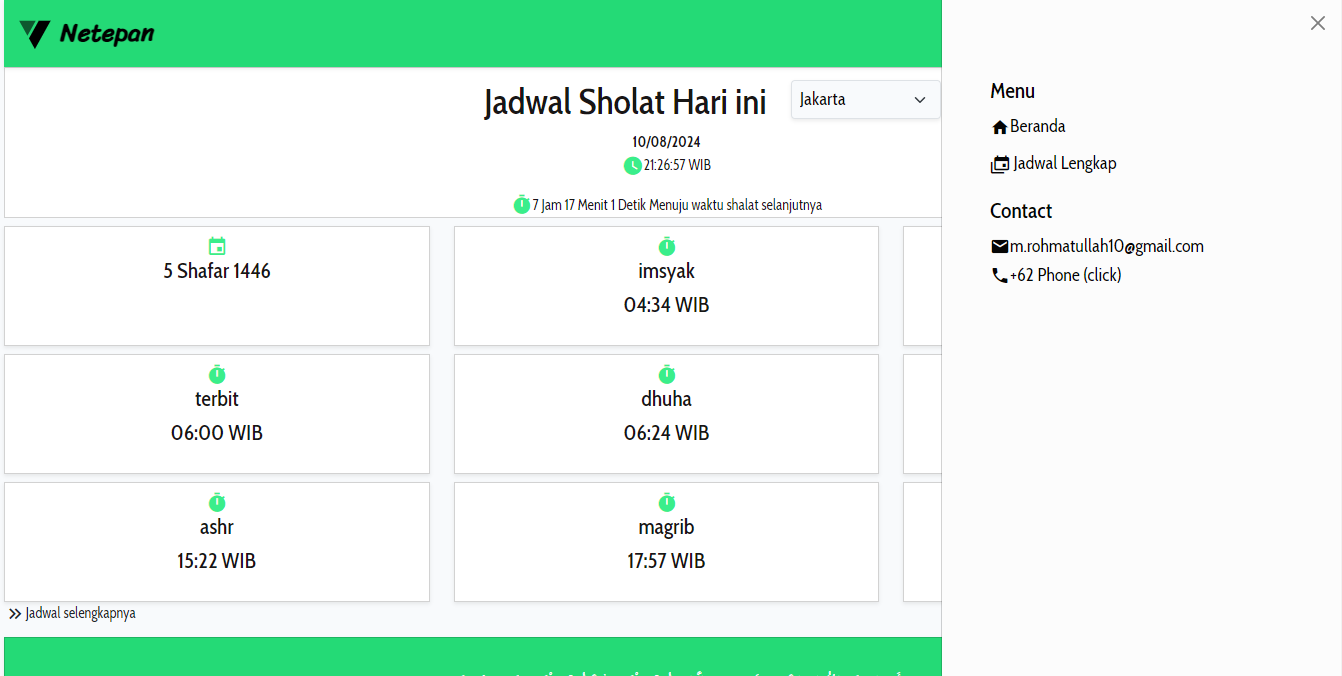 Netepan
Jadwal Sholat Hari ini
Jakarta
10/08/2024
21:26:57 WIB
7 Jam 17 Menit 1 Detik Menuju waktu shalat selanjutnya
5 Shafar 1446
imsyak
04:34 WIB
terbit
06:00 WIB
dhuha
06:24 WIB
ashr
15:22 WIB
magrib
17:57 WIB
Jadwal selengkapnya
Menu
Beranda
Jadwal Lengkap
Contact
m.rohmatullah10@gmail.com
+62 Phone (click)